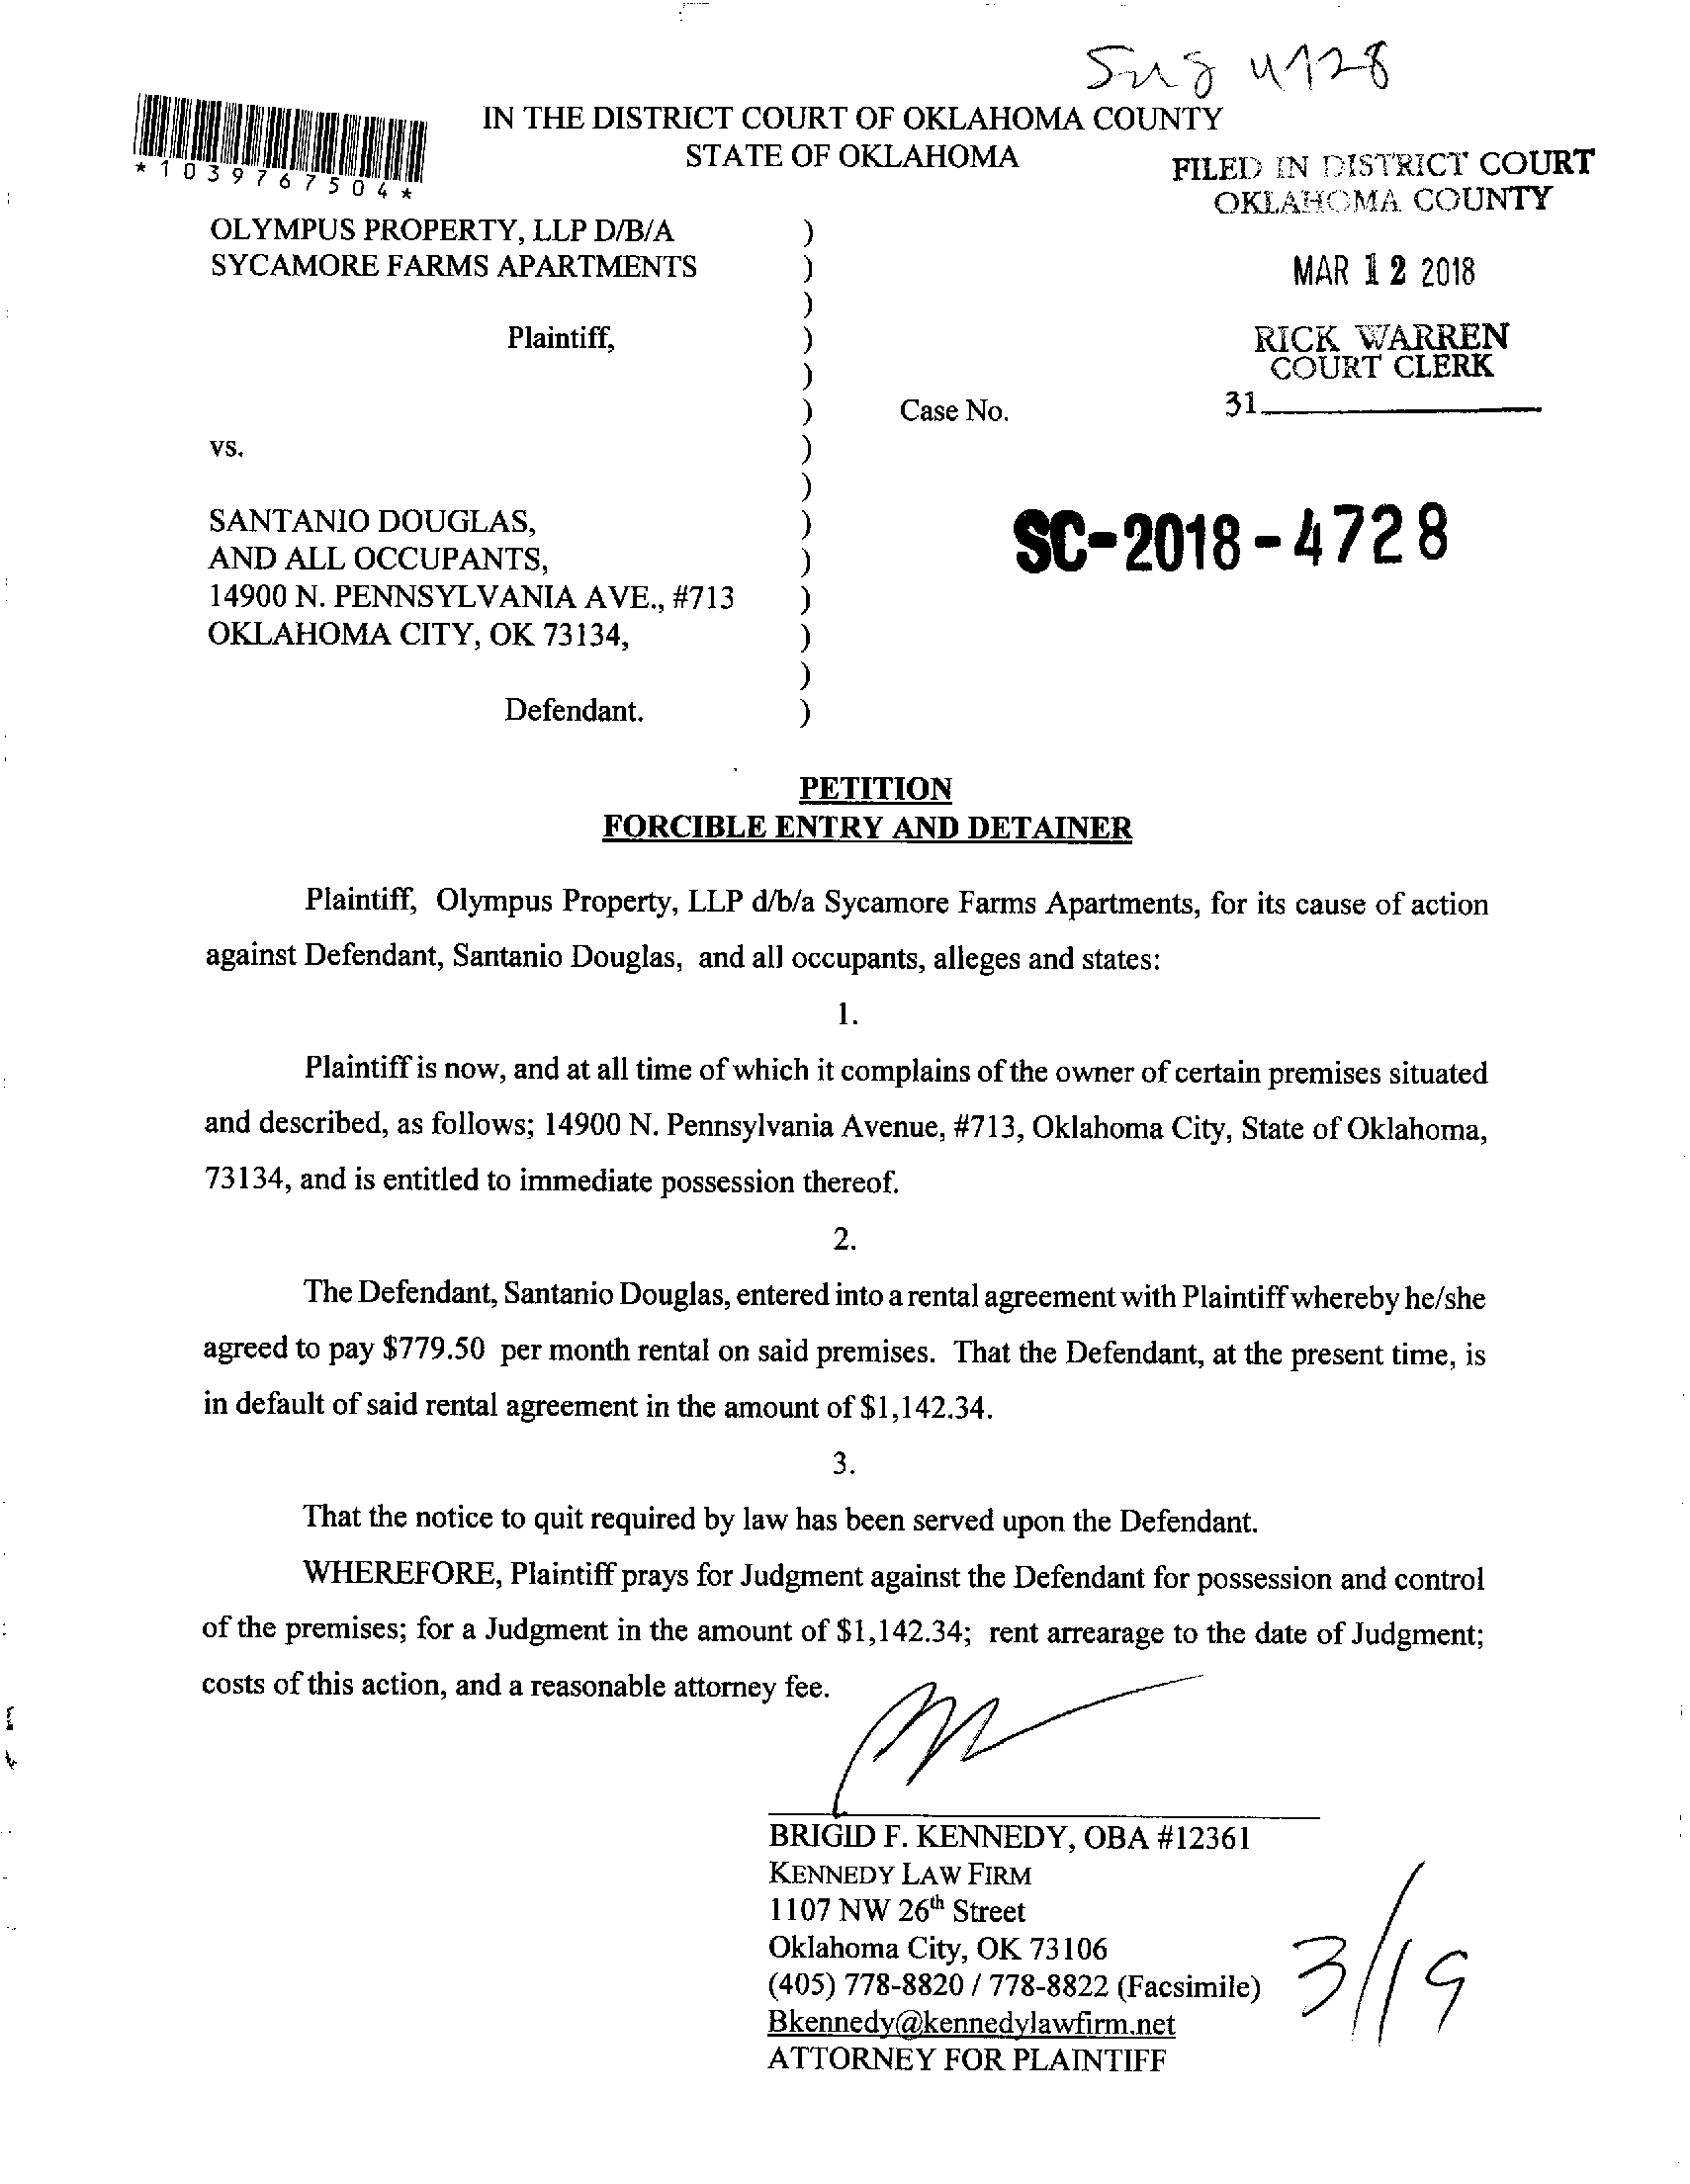 IN THE DISTRICT COURT OF OKLAHOMA COUNTY
STATE OF OKLAHOMA
*1039767504*
FILED IN DISTRICT COURT
OKLAHOMA COUNTY
MAR 12 2018
RICK WARREN
COURT CLERK
31
OLYMPUS PROPERTY, LLP D/B/A )
SYCAMORE FARMS APARTMENTS )
)
Plaintiff, )
)
) Case No.
vs. )
)
SANTANIO DOUGLAS, )
AND ALL OCCUPANTS, )
14900 N. PENNSYLVANIA AVE., #713 )
OKLAHOMA CITY, OK 73134, )
)
Defendant. )
SC-2018-4728
PETITION
FORCIBLE ENTRY AND DETAINER
Plaintiff, Olympus Property, LLP d/b/a Sycamore Farms Apartments, for its cause of action
against Defendant, Santanio Douglas, and all occupants, alleges and states:
1.
Plaintiff is now, and at all time of which it complains of the owner of certain premises situated
and described, as follows; 14900 N. Pennsylvania Avenue, #713, Oklahoma City, State of Oklahoma,
73134, and is entitled to immediate possession thereof.
2.
The Defendant, Santanio Douglas, entered into a rental agreement with Plaintiff whereby he/she
agreed to pay $779.50 per month rental on said premises. That the Defendant, at the present time, is
in default of said rental agreement in the amount of $1,142.34.
3.
That the notice to quit required by law has been served upon the Defendant.
WHEREFORE, Plaintiff prays for Judgment against the Defendant for possession and control
of the premises; for a Judgment in the amount of $1,142.34; rent arrearage to the date of Judgment;
costs of this action, and a reasonable attorney fee.
BRIGID F. KENNEDY, OBA #12361
KENNEDY LAW FIRM
1107 NW 26th Street
Oklahoma City, OK 73106
(405) 778-8820 / 778-8822 (Facsimile)
Bkennedy@kennedylawfirm.net
ATTORNEY FOR PLAINTIFF
3/19